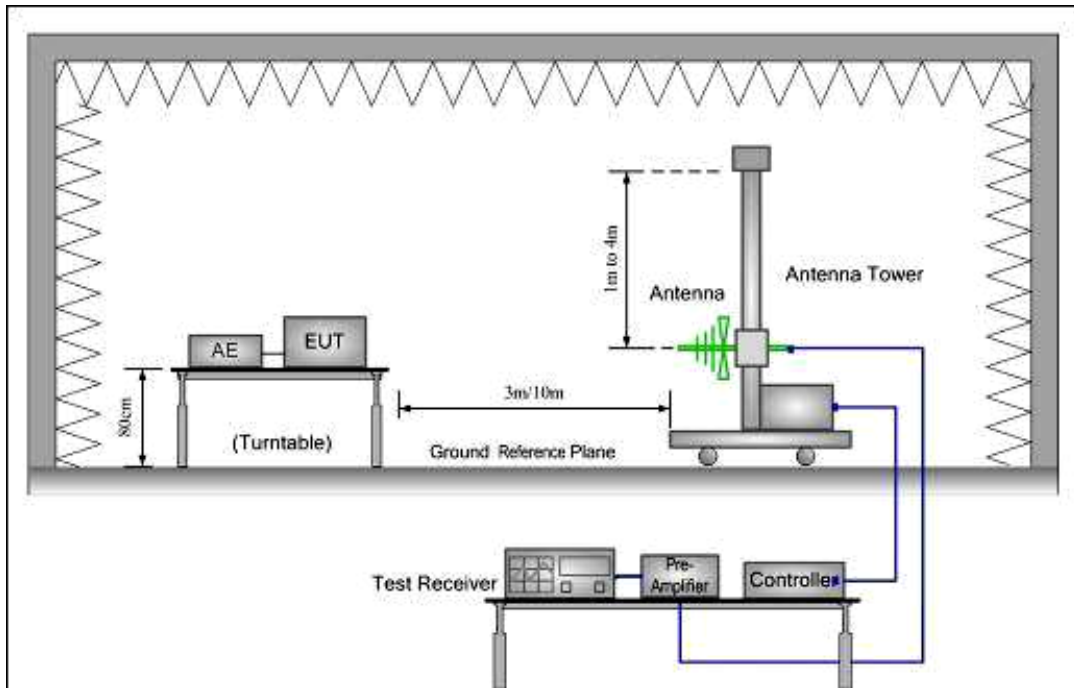 1m to 4m
Antenna Tower
Antenna
AE
EUT
80cm
3m/10m
(Turntable)
Ground Reference Plane
Test Receiver
Pre-
Amplifier
Controller